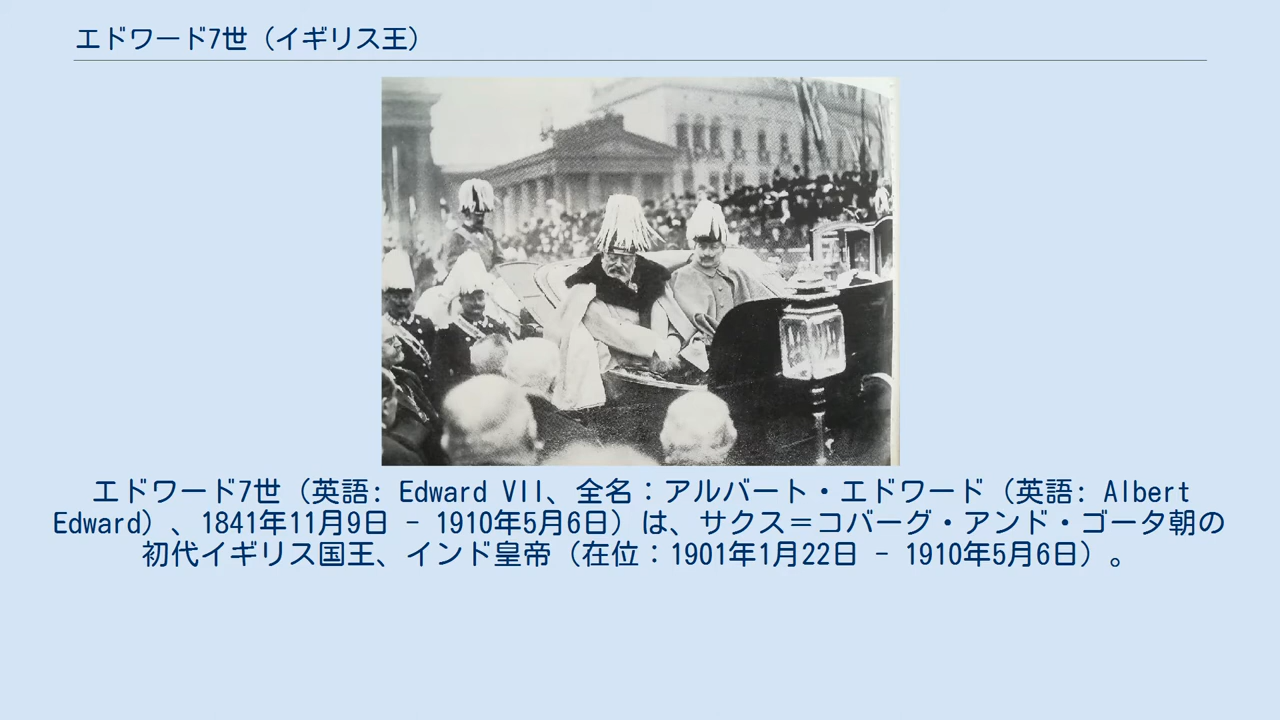 エドワード7世（イギリス王）
エドワード7世（英語: Edward VII、全名：アルバート・エドワード（英語: Albert
Edward）、1841年11月9日 - 1910年5月6日）は、サクス＝コバーグ・アンド・ゴータ朝の
初代イギリス国王、インド皇帝（在位：1901年1月22日 - 1910年5月6日）。